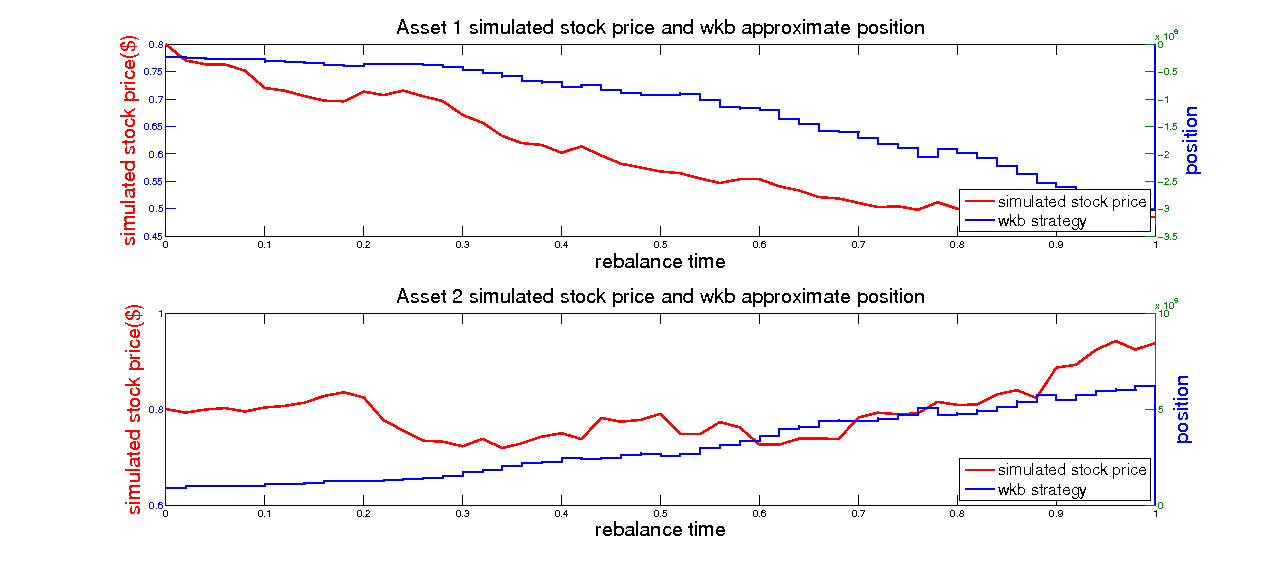 Asset 1 simulated stock price and wkb approximate position
simulated stock price($)
0.8
0.75
0.7
0.65
0.6
0.55
0.5
0.45
x 10
0
−0.5
−1
−1.5
−2
−2.5
−3
−3.5
position
simulated stock price
wkb strategy
0 0.1 0.2 0.3 0.4 0.5 0.6 0.7 0.8 0.9 1
rebalance time
Asset 2 simulated stock price and wkb approximate position
simulated stock price($)
1
0.8
0.6
x 10
10
5
0
position
simulated stock price
wkb strategy
0 0.1 0.2 0.3 0.4 0.5 0.6 0.7 0.8 0.9 1
rebalance time